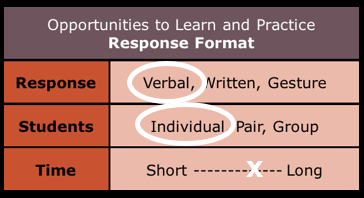 Opportunities to Learn and Practice
Response Format
Response Verbal, Written, Gesture
Students Individual Pair, Group
Time Short --------X--- Long